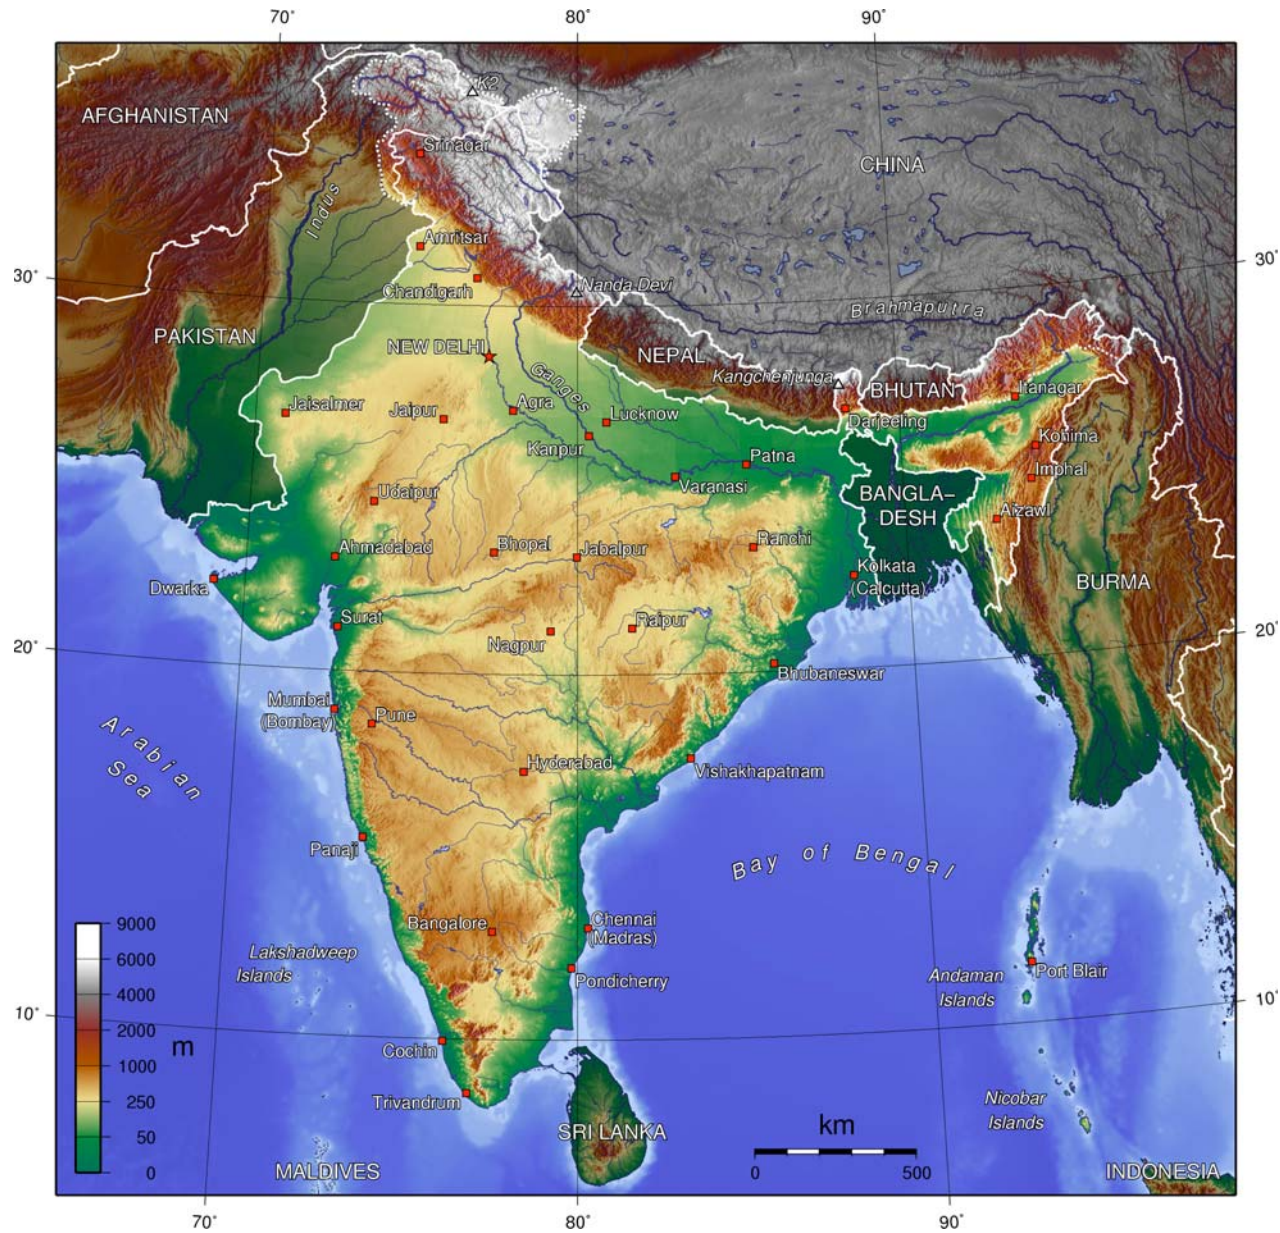 70°
80°
90°
K2
AFGHANISTAN
Srinagar
CHINA
Indus
Amritsar
30°
30°
Chandigarh
Nanda Devi
Brahmaputra
PAKISTAN
NEW DELHI
NEPAL
Ganges
Kangchenjunga
BHUTAN
Itanagar
Jaisalmer
Jaipur
Agra
Lucknow
Darjeeling
Kanpur
Kohima
Patna
Imphal
Varanasi
Udaipur
BANGLA–
DESH
Aizawl
Ahmadabad
Bhopal
Jabalpur
Ranchi
Dwarka
Kolkata
(Calcutta)
BURMA
Surat
Nagpur
Raipur
20°
20°
Bhubaneswar
Mumbai
(Bombay)
Pune
Arabian
Sea
Hyderabad
Vishakhapatnam
Panaji
Bay of Bengal
Bangalore
Chennai
(Madras)
9000
6000
4000
2000
1000
250
50
0
m
Lakshadweep
Islands
Pondicherry
Andaman
Islands
Port Blair
10°
10°
Cochin
Trivandrum
Nicobar
Islands
SRI LANKA
km
0
500
MALDIVES
INDONESIA
70°
80°
90°